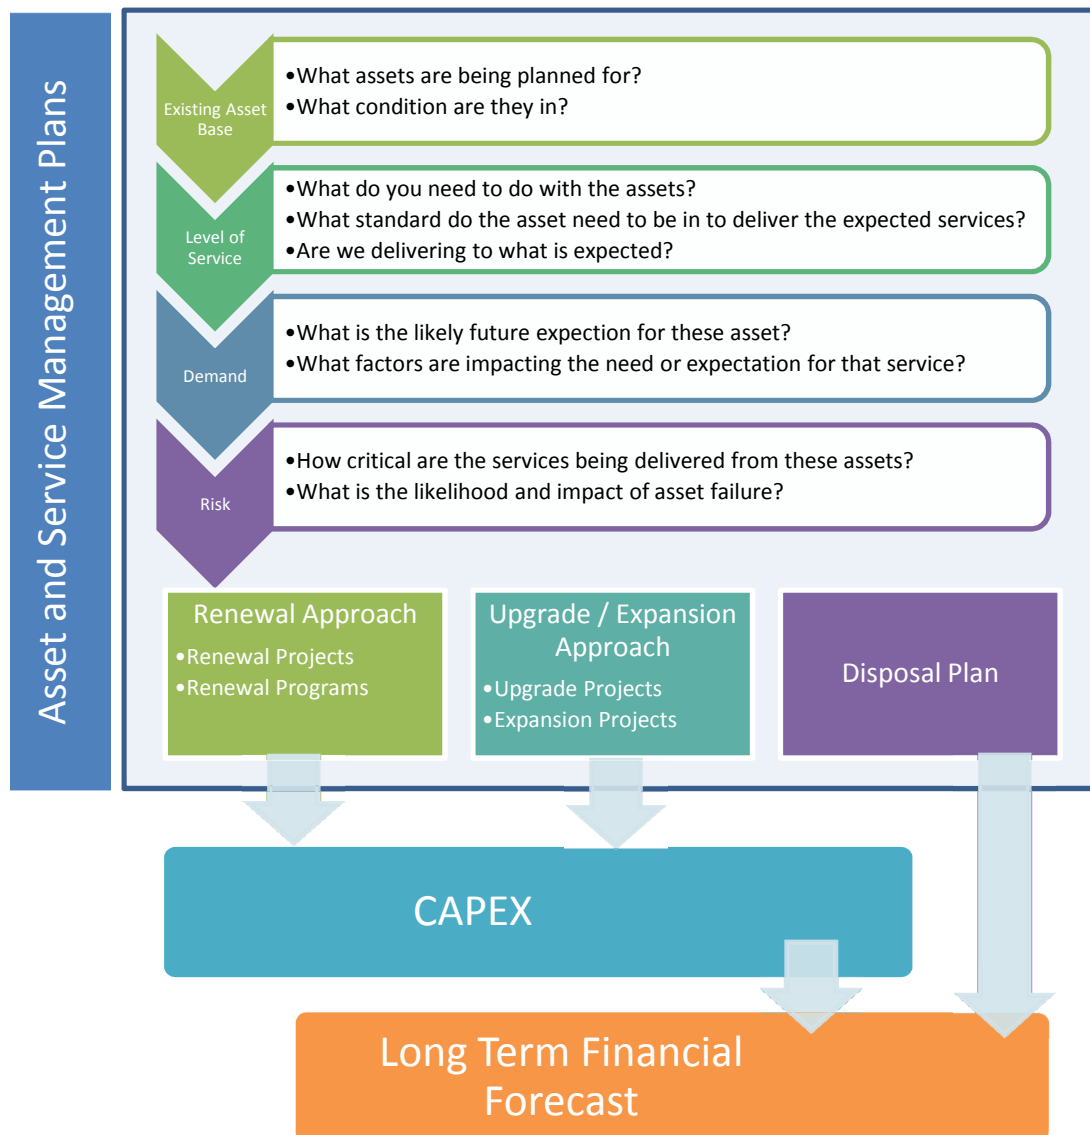 Asset and Service Management Plans
Existing Asset
Base
•What assets are being planned for?
•What condition are they in?
Level of
Service
•What do you need to do with the assets?
•What standard do the asset need to be in to deliver the expected services?
•Are we delivering to what is expected?
Demand
•What is the likely future expection for these asset?
•What factors are impacting the need or expectation for that service?
Risk
•How critical are the services being delivered from these assets?
•What is the likelihood and impact of asset failure?
Renewal Approach
•Renewal Projects
•Renewal Programs
Upgrade / Expansion
Approach
•Upgrade Projects
•Expansion Projects
Disposal Plan
CAPEX
Long Term Financial
Forecast